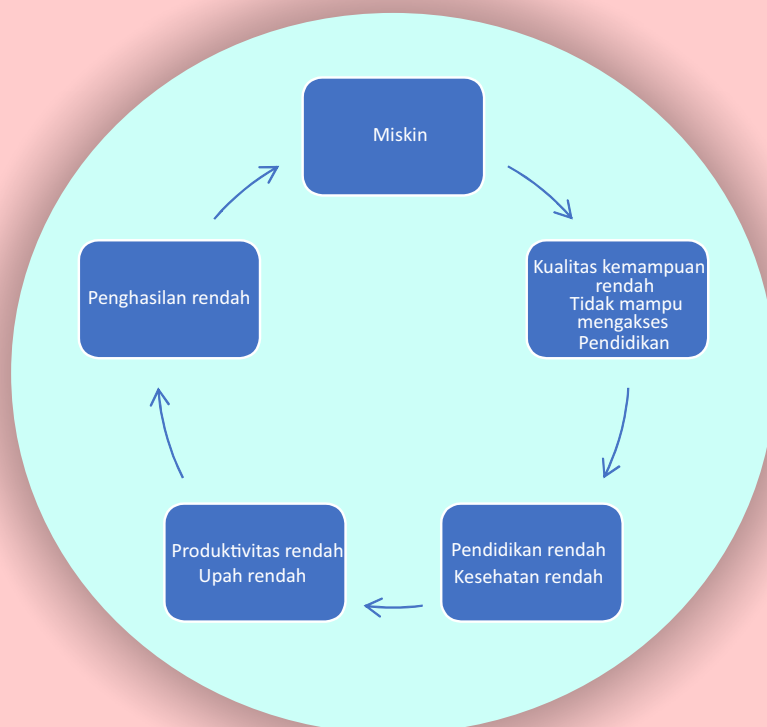 Miskin
Kualitas kemampuan
rendah
Tidak mampu
mengakses
Pendidikan
Pendidikan rendah
Kesehatan rendah
Produktivitas rendah
Upah rendah
Penghasilan rendah